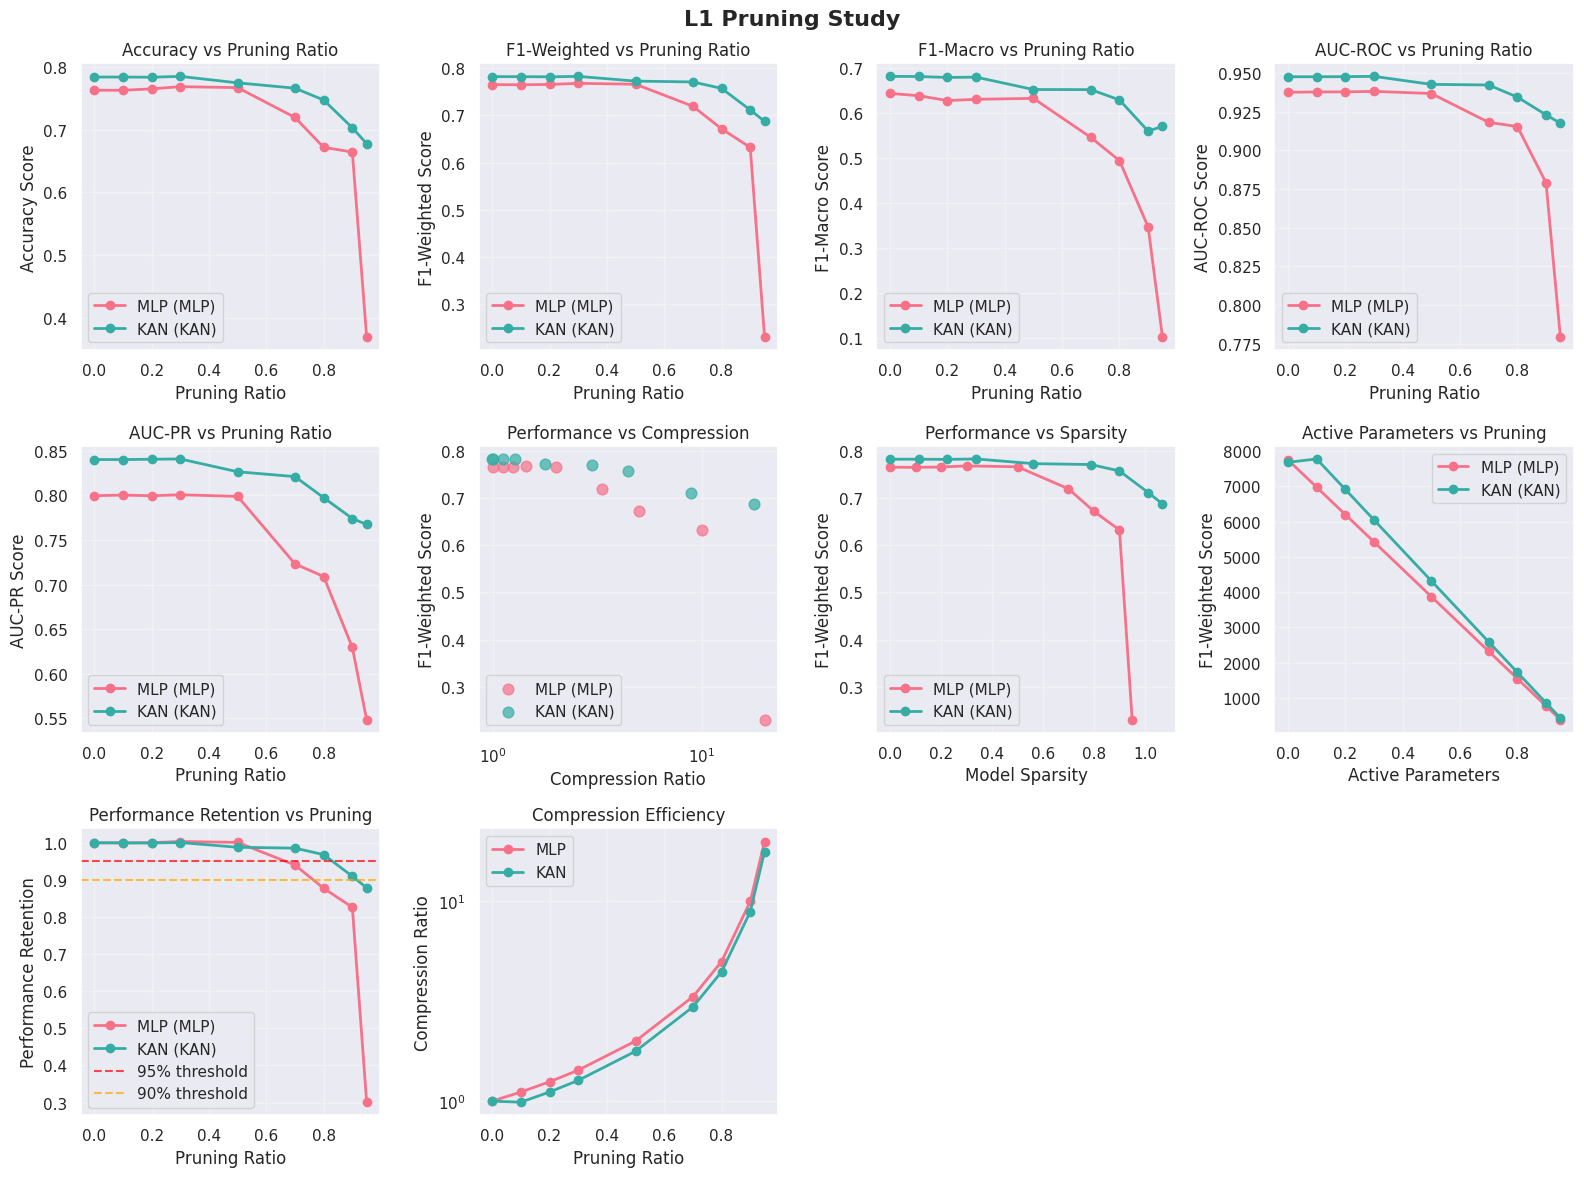 L1 Pruning Study
Accuracy vs Pruning Ratio
Accuracy Score
0.8
0.7
0.6
0.5
0.4
MLP (MLP)
KAN (KAN)
0.0 0.2 0.4 0.6 0.8
Pruning Ratio
F1-Weighted vs Pruning Ratio
F1-Weighted Score
0.8
0.7
0.6
0.5
0.4
0.3
MLP (MLP)
KAN (KAN)
0.0 0.2 0.4 0.6 0.8
Pruning Ratio
F1-Macro vs Pruning Ratio
F1-Macro Score
0.7
0.6
0.5
0.4
0.3
0.2
0.1
MLP (MLP)
KAN (KAN)
0.0 0.2 0.4 0.6 0.8
Pruning Ratio
AUC-ROC vs Pruning Ratio
AUC-ROC Score
0.950
0.925
0.900
0.875
0.850
0.825
0.800
0.775
MLP (MLP)
KAN (KAN)
0.0 0.2 0.4 0.6 0.8
Pruning Ratio
AUC-PR vs Pruning Ratio
AUC-PR Score
0.85
0.80
0.75
0.70
0.65
0.60
0.55
MLP (MLP)
KAN (KAN)
0.0 0.2 0.4 0.6 0.8
Pruning Ratio
Performance vs Compression
F1-Weighted Score
0.8
0.7
0.6
0.5
0.4
0.3
MLP (MLP)
KAN (KAN)
10⁰ 10¹
Compression Ratio
Performance vs Sparsity
F1-Weighted Score
0.8
0.7
0.6
0.5
0.4
0.3
MLP (MLP)
KAN (KAN)
0.0 0.2 0.4 0.6 0.8 1.0
Model Sparsity
Active Parameters vs Pruning
F1-Weighted Score
8000
7000
6000
5000
4000
3000
2000
1000
MLP (MLP)
KAN (KAN)
0.0 0.2 0.4 0.6 0.8
Active Parameters
Performance Retention vs Pruning
Performance Retention
1.0
0.9
0.8
0.7
0.6
0.5
0.4
0.3
MLP (MLP)
KAN (KAN)
95% threshold
90% threshold
0.0 0.2 0.4 0.6 0.8
Pruning Ratio
Compression Efficiency
Compression Ratio
10¹
10⁰
MLP
KAN
0.0 0.2 0.4 0.6 0.8
Pruning Ratio